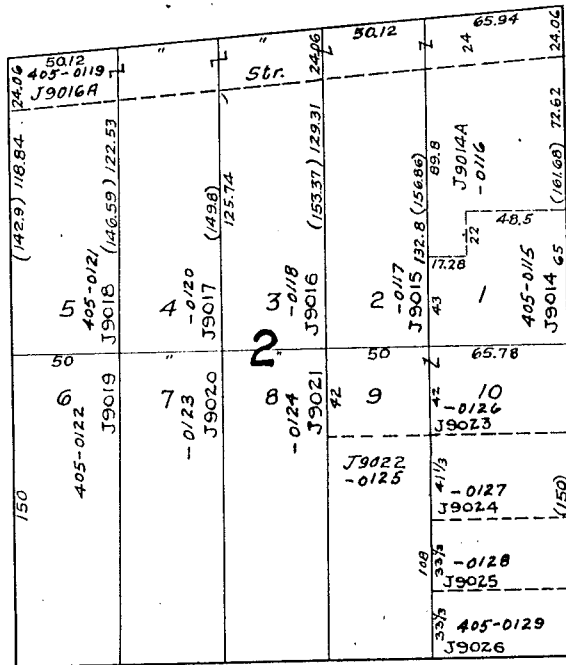 50.12 " " 50.12 65.94
24.06 405-0119 Str. 24.06 24 24.06
J9016A
(142.9) 118.84
(146.59) 122.53
(149.8) 125.74
(153.37) 129.31
132.8 (156.86)
89.8
J9014A
-0116
(161.68) 72.62
48.5
22
17.28
43
65
5 405-0121 J9018
4 -0120 J9017
3 -0118 J9016
2 -0117 J9015
1 405-0115 J9014
2
50 " " 50 65.78
6 405-0122 J9019
7 -0123 J9020
8 -0124 J9021
42 9
J9022
-0125
42 10
-0126
J9023
41 1/3 -0127
J9024
(150)
150
108
33 1/3 -0128
J9025
33 1/3 405-0129
J9026